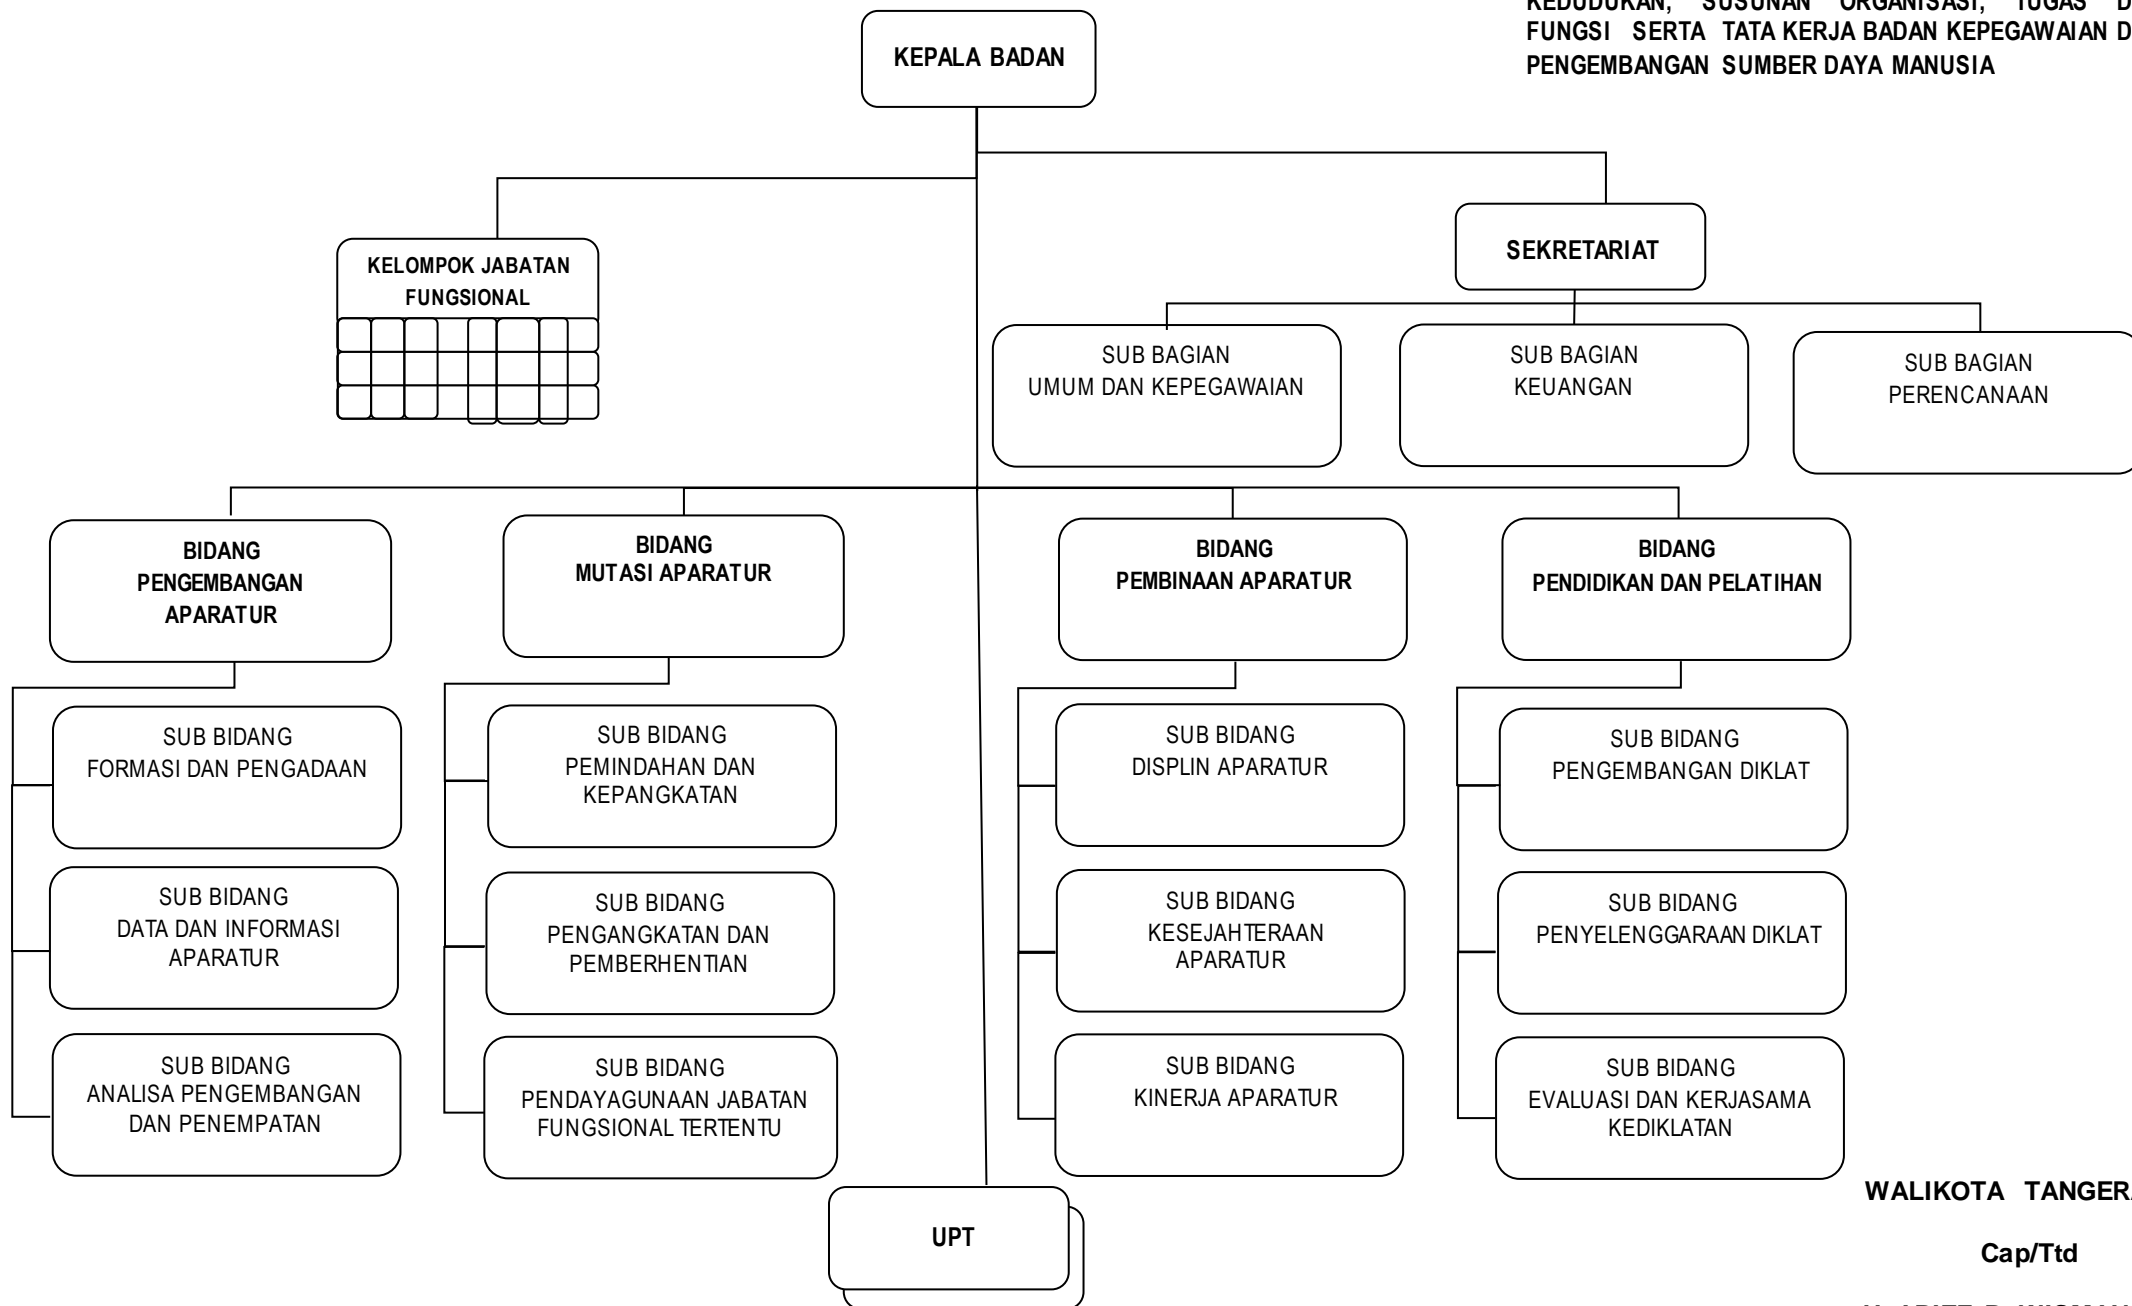 KEDUDUKAN, SUSUNAN ORGANISASI, TUGAS
FUNGSI SERTA TATA KERJA BADAN KEPEGAWAIAN
PENGEMBANGAN SUMBER DAYA MANUSIA
KEPALA BADAN
SEKRETARIAT
KELOMPOK JABATAN
FUNGSIONAL
SUB BAGIAN
UMUM DAN KEPEGAWAIAN
SUB BAGIAN
KEUANGAN
SUB BAGIAN
PERENCANAAN
BIDANG
PENGEMBANGAN
APARATUR
BIDANG
MUTASI APARATUR
BIDANG
PEMBINAAN APARATUR
BIDANG
PENDIDIKAN DAN PELATIHAN
SUB BIDANG
FORMASI DAN PENGADAAN
SUB BIDANG
PEMINDAHAN DAN
KEPANGKATAN
SUB BIDANG
DISPLIN APARATUR
SUB BIDANG
PENGEMBANGAN DIKLAT
SUB BIDANG
DATA DAN INFORMASI
APARATUR
SUB BIDANG
PENGANGKATAN DAN
PEMBERHENTIAN
SUB BIDANG
KESEJAHTERAAN
APARATUR
SUB BIDANG
PENYELENGGARAAN DIKLAT
SUB BIDANG
ANALISA PENGEMBANGAN
DAN PENEMPATAN
SUB BIDANG
PENDAYAGUNAAN JABATAN
FUNGSIONAL TERTENTU
SUB BIDANG
KINERJA APARATUR
SUB BIDANG
EVALUASI DAN KERJASAMA
KEDIKLATAN
UPT
WALIKOTA
Cap/Ttd